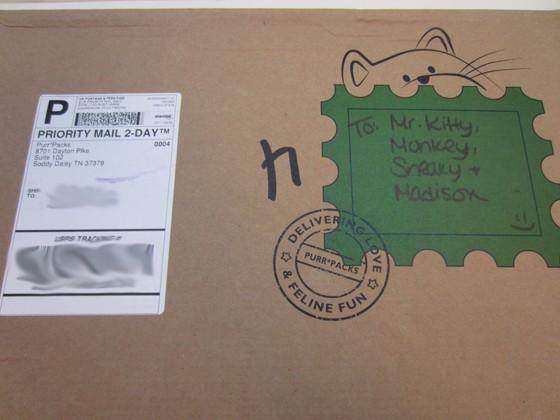 P
PRIORITY MAIL 2-DAY™
Purr*Packs
8701 Dayton Pike
Suite 102
Soddy Daisy TN 37379
0004
SHIP
TO:
USPS TRACKING #
4
To: Mr. Kitty,
Monkey,
Sneaky +
Madison
DELIVERING LOVE
PURR*PACKS
& FELINE FUN